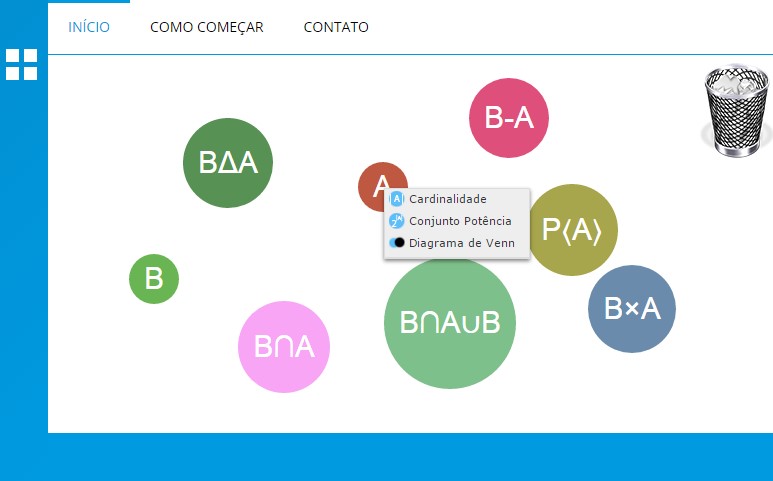 INÍCIO COMO COMEÇAR CONTATO
B-A
BΔA
A
Cardinalidade
Conjunto Potência
Diagrama de Venn
P⟨A⟩
B
B×A
B∩A∪B
B∩A